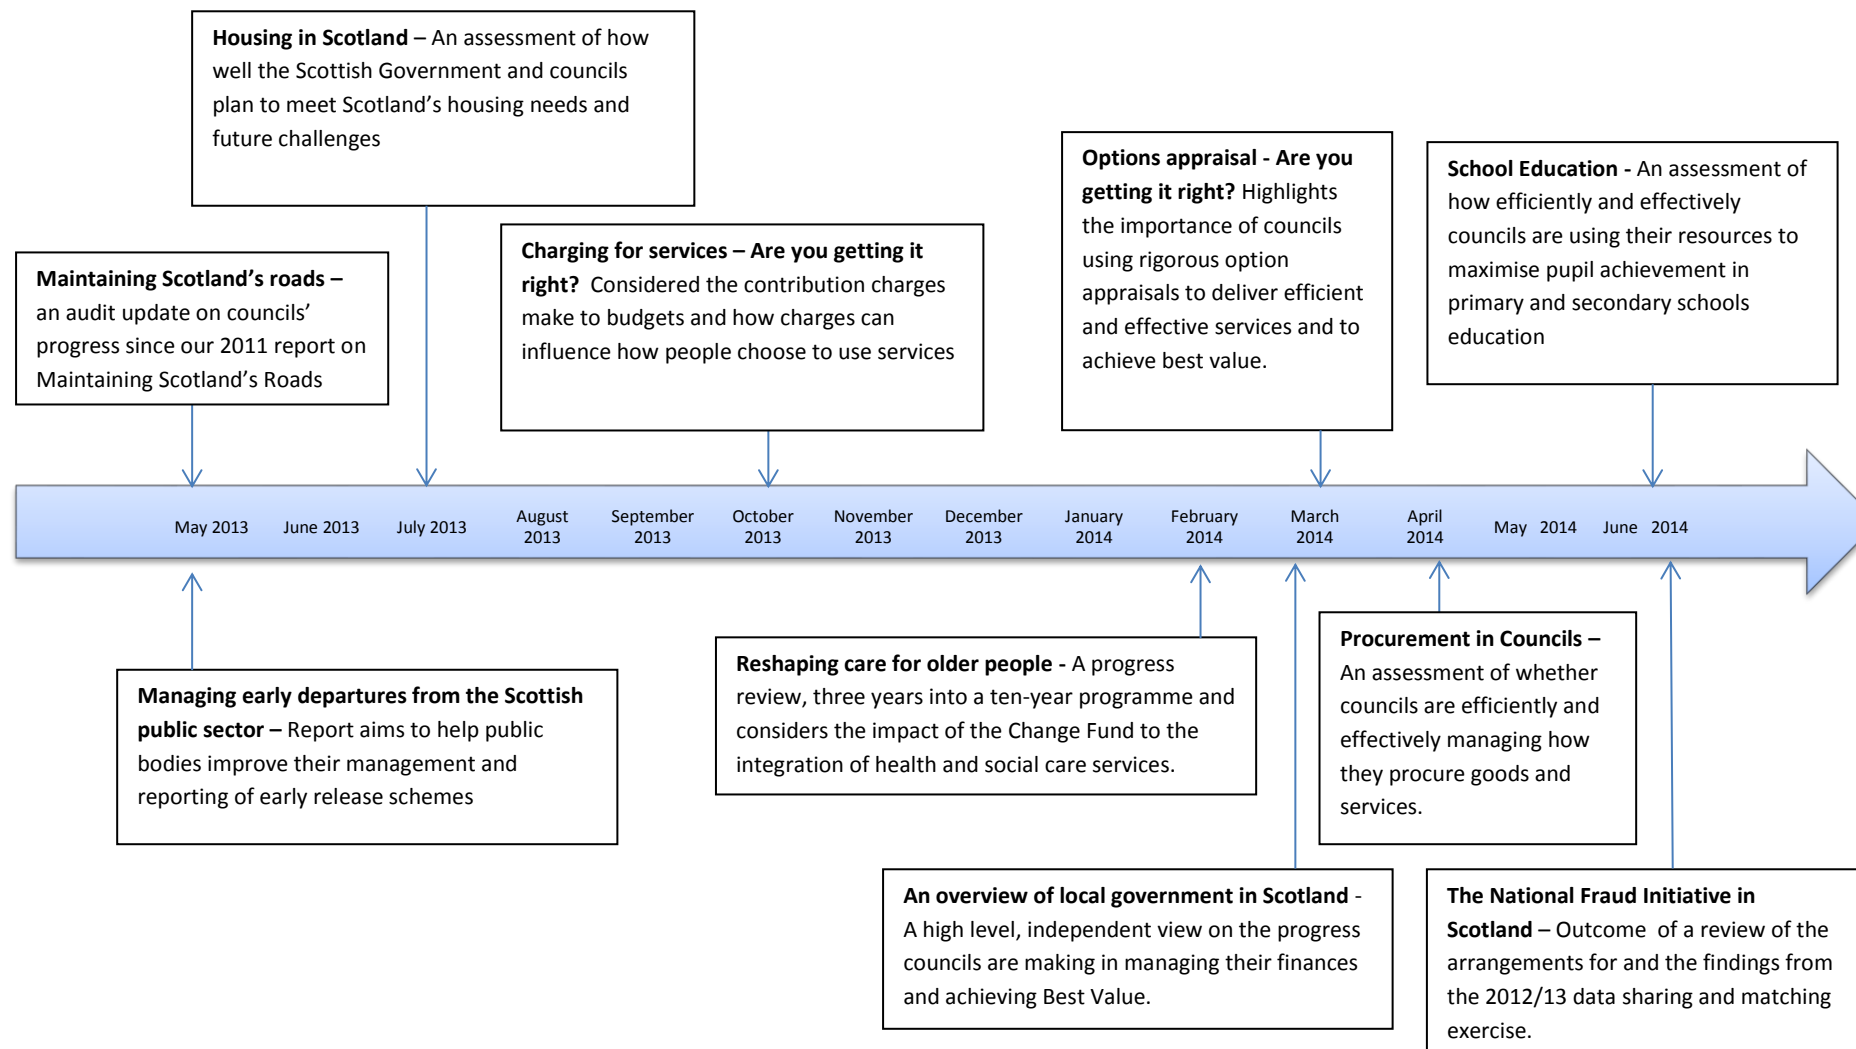 Housing in Scotland – An assessment of how
well the Scottish Government and councils
plan to meet Scotland's housing needs and
future challenges
Maintaining Scotland's roads –
an audit update on councils'
progress since our 2011 report on
Maintaining Scotland's Roads
Charging for services – Are you getting it
right?  Considered the contribution charges
make to budgets and how charges can
influence how people choose to use services
Options appraisal - Are you
getting it right? Highlights
the importance of councils
using rigorous option
appraisals to deliver efficient
and effective services and to
achieve best value.
School Education - An assessment of
how efficiently and effectively
councils are using their resources to
maximise pupil achievement in
primary and secondary schools
education
May 2013
June 2013
July 2013
August
2013
September
2013
October
2013
November
2013
December
2013
January
2014
February
2014
March
2014
April
2014
May  2014
June  2014
Managing early departures from the Scottish
public sector – Report aims to help public
bodies improve their management and
reporting of early release schemes
Reshaping care for older people - A progress
review, three years into a ten-year programme and
considers the impact of the Change Fund to the
integration of health and social care services.
Procurement in Councils –
An assessment of whether
councils are efficiently and
effectively managing how
they procure goods and
services.
An overview of local government in Scotland -
A high level, independent view on the progress
councils are making in managing their finances
and achieving Best Value.
The National Fraud Initiative in
Scotland – Outcome  of a review of the
arrangements for and the findings from
the 2012/13 data sharing and matching
exercise.